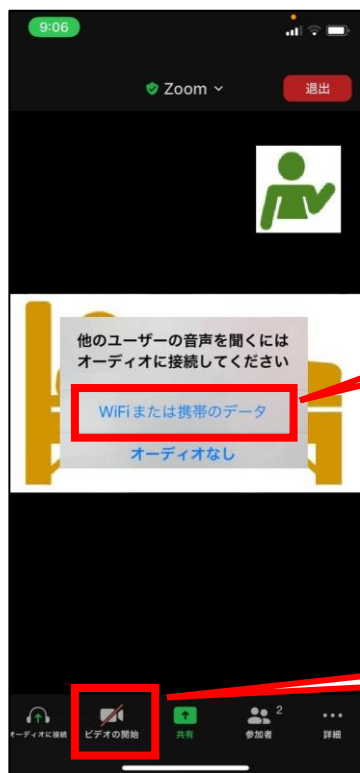 9:06
Zoom
退出
他のユーザーの音声を聞くには
オーディオに接続してください
WiFiまたは携帯のデータ
オーディオなし
2
ーディオに接続 ビデオの開始 共有 参加者 詳細